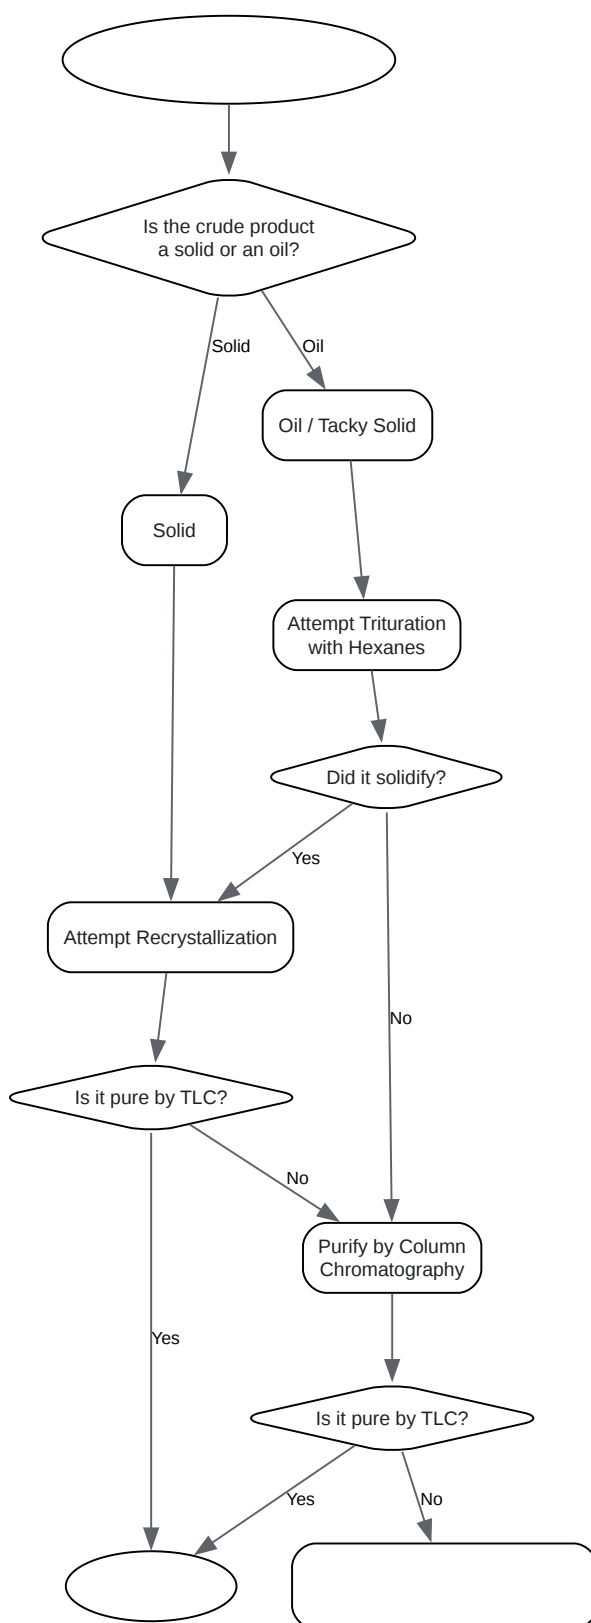 Is the crude product
a solid or an oil?
Solid
Oil
Oil / Tacky Solid
Solid
Attempt Trituration
with Hexanes
Did it solidify?
Yes
Attempt Recrystallization
No
Is it pure by TLC?
No
Purify by Column
Chromatography
Yes
Is it pure by TLC?
Yes
No